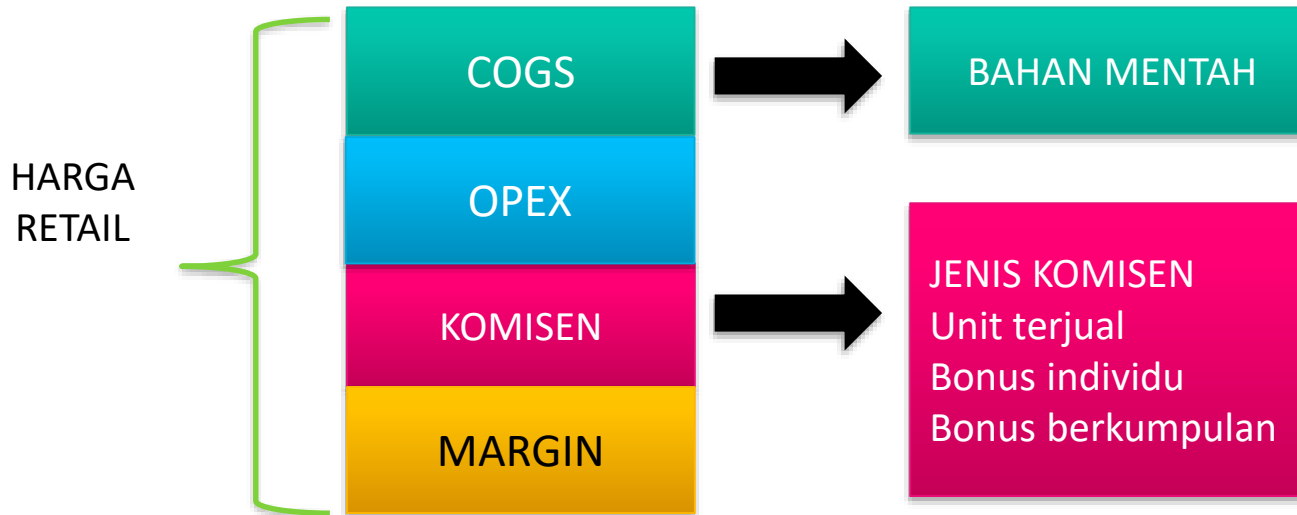 HARGA
RETAIL
COGS
OPEX
KOMISEN
MARGIN
BAHAN MENTAH
JENIS KOMISEN
Unit terjual
Bonus individu
Bonus berkumpulan